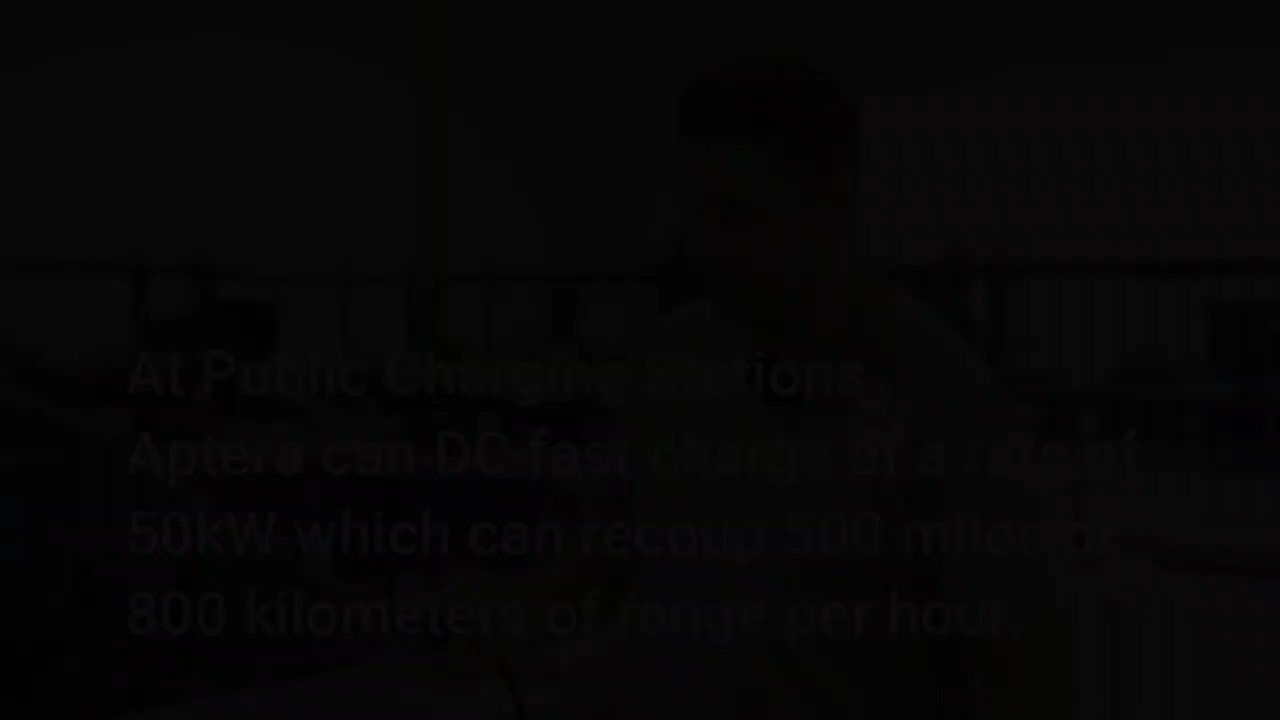 At Public Charging Stations,
Aptera can DC fast charge at a rate of
50kW which can recoup 500 miles or
800 kilometers of range per hour.